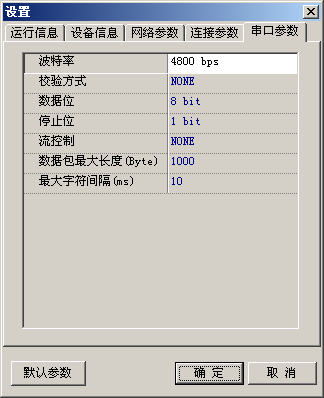 设置
运行信息 设备信息 网络参数 连接参数 串口参数
波特率 4800 bps
校验方式 NONE
数据位 8 bit
停止位 1 bit
流控制 NONE
数据包最大长度(Byte) 1000
最大字符间隔(ms) 10
默认参数 确 定 取 消